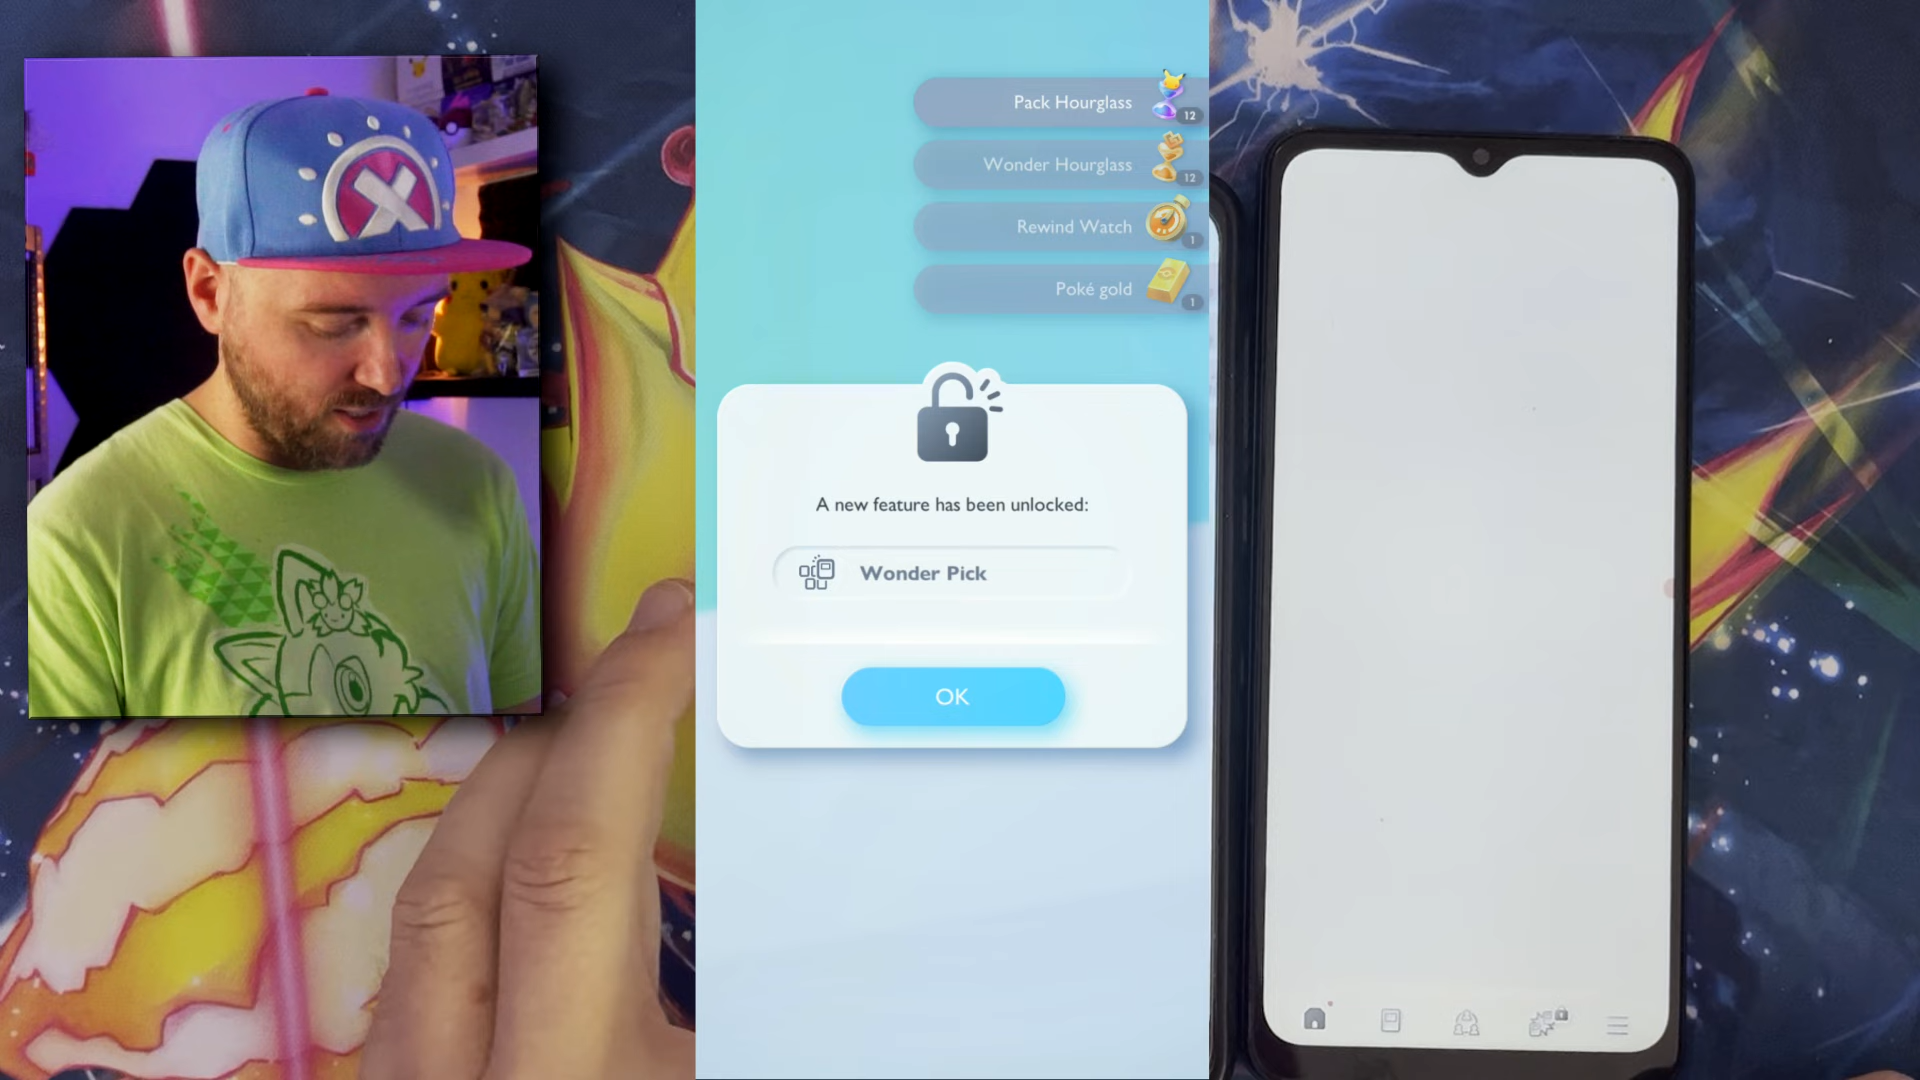 Pack Hourglass
12
Wonder Hourglass
12
Rewind Watch
1
Poké gold
1
A new feature has been unlocked:
Wonder Pick
OK